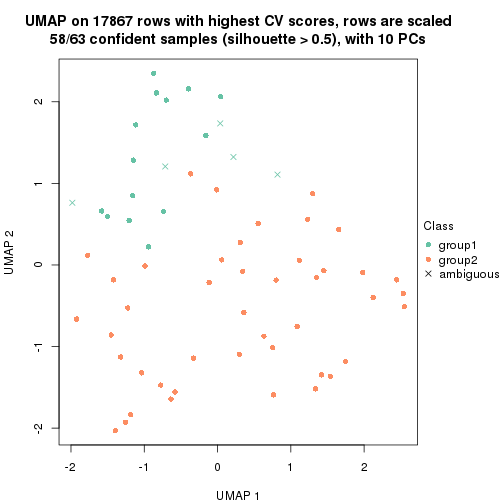 UMAP on 17867 rows with highest CV scores, rows are scaled
58/63 confident samples (silhouette > 0.5), with 10 PCs
2
1
0
-1
-2
UMAP 2
-2
-1
0
1
2
UMAP 1
Class
group1
group2
ambiguous